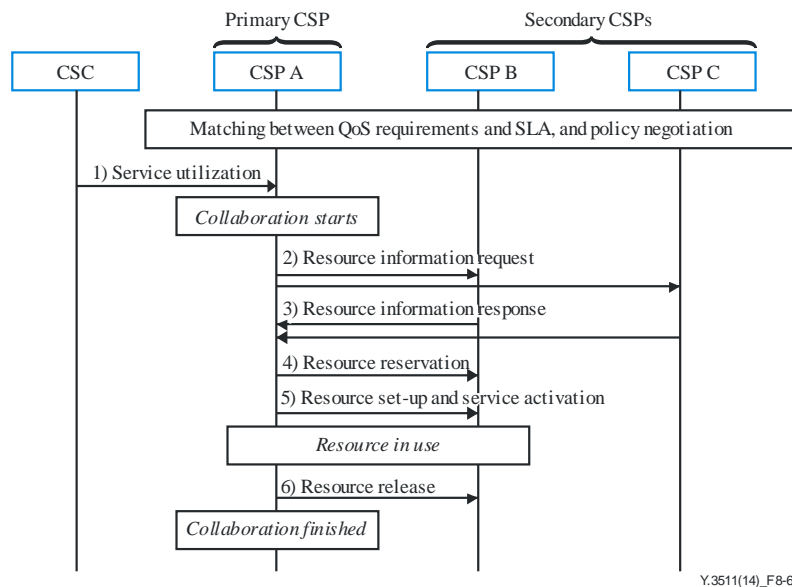 Primary CSP
Secondary CSPs
CSC
CSP A
CSP B
CSP C
Matching between QoS requirements and SLA, and policy negotiation
1) Service utilization
Collaboration starts
2) Resource information request
3) Resource information response
4) Resource reservation
5) Resource set-up and service activation
Resource in use
6) Resource release
Collaboration finished
Y.3511(14)_F8-6